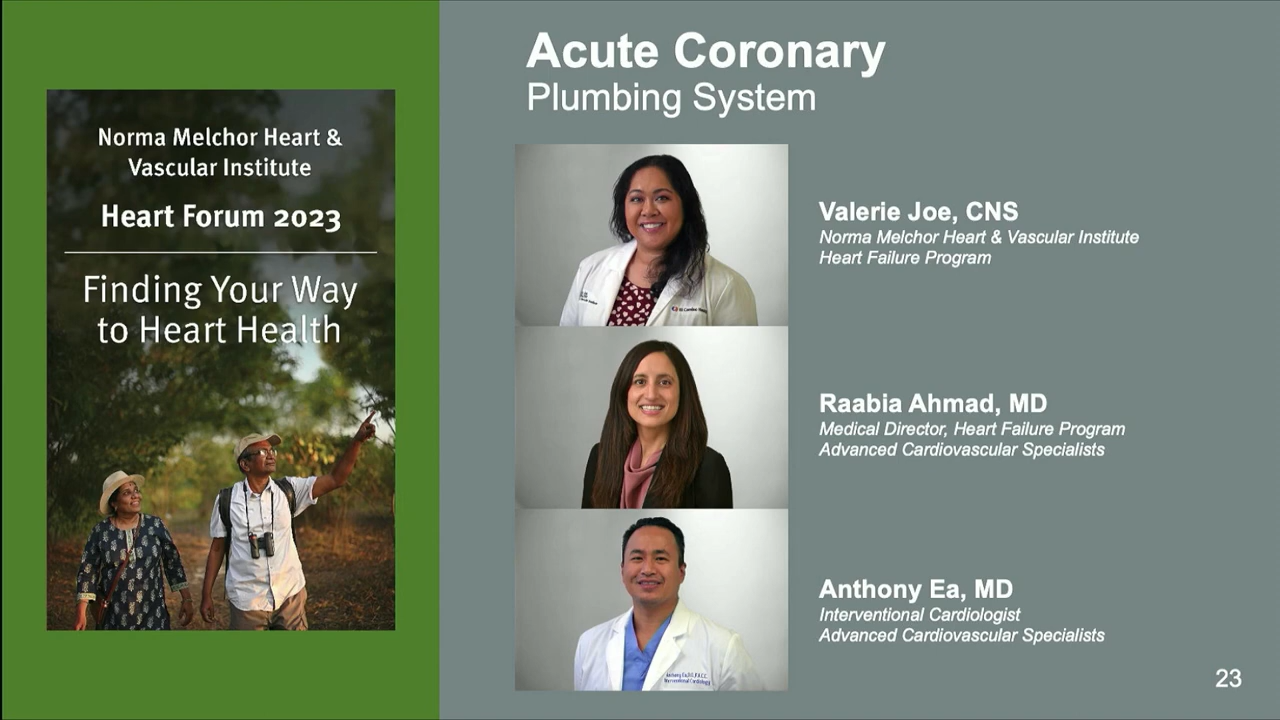 Norma Melchor Heart &
Vascular Institute
Heart Forum 2023
Finding Your Way
to Heart Health
Acute Coronary
Plumbing System
Valerie Joe, CNS
Norma Melchor Heart & Vascular Institute
Heart Failure Program
Raabia Ahmad, MD
Medical Director, Heart Failure Program
Advanced Cardiovascular Specialists
Anthony Ea, MD
Interventional Cardiologist
Advanced Cardiovascular Specialists
Interventional Cardiology
23